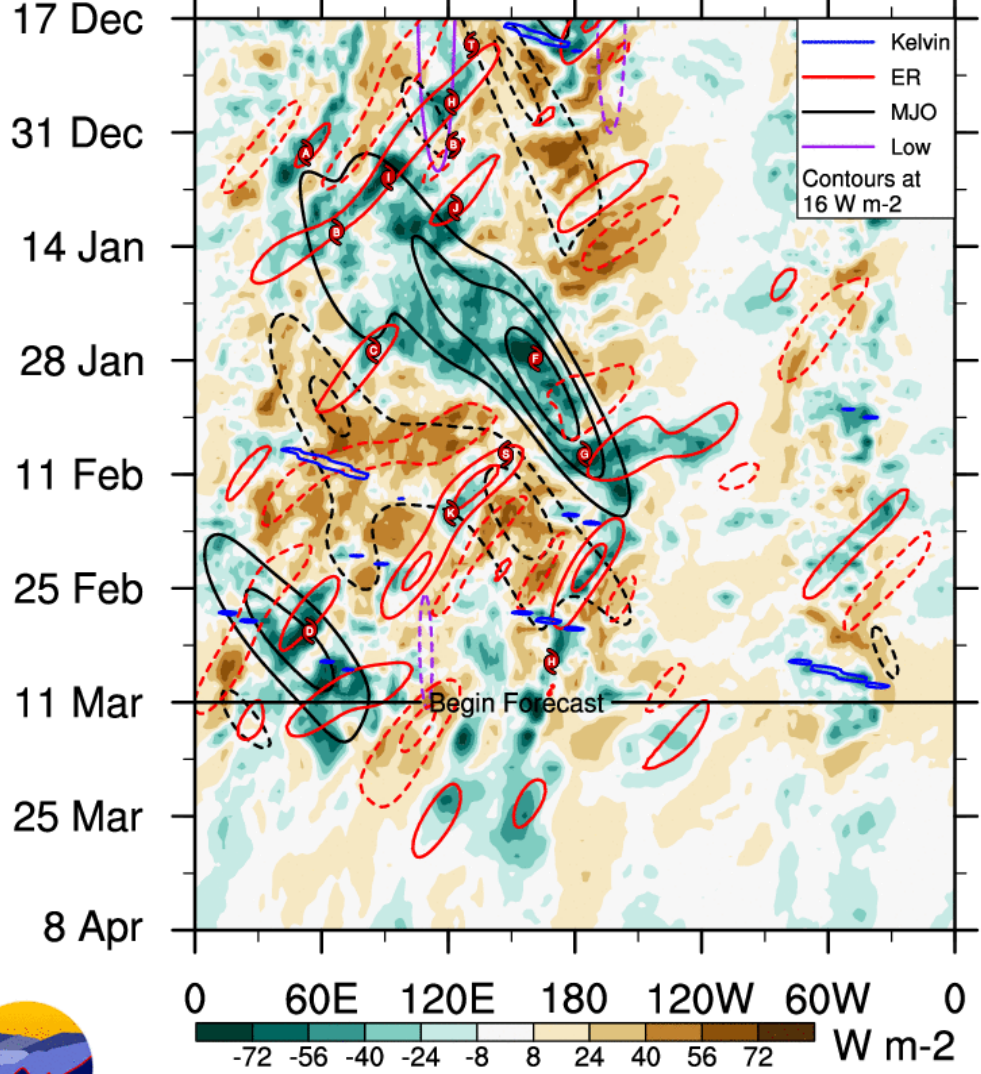 17 Dec
31 Dec
14 Jan
28 Jan
11 Feb
25 Feb
11 Mar
25 Mar
8 Apr
Kelvin
ER
MJO
Low
Contours at
16 W m-2
T
H
B
A
I
J
B
C
F
S
G
K
D
H
Begin Forecast
0 60E 120E 180 120W 60W 0
-72 -56 -40 -24 -8 8 24 40 56 72 W m-2